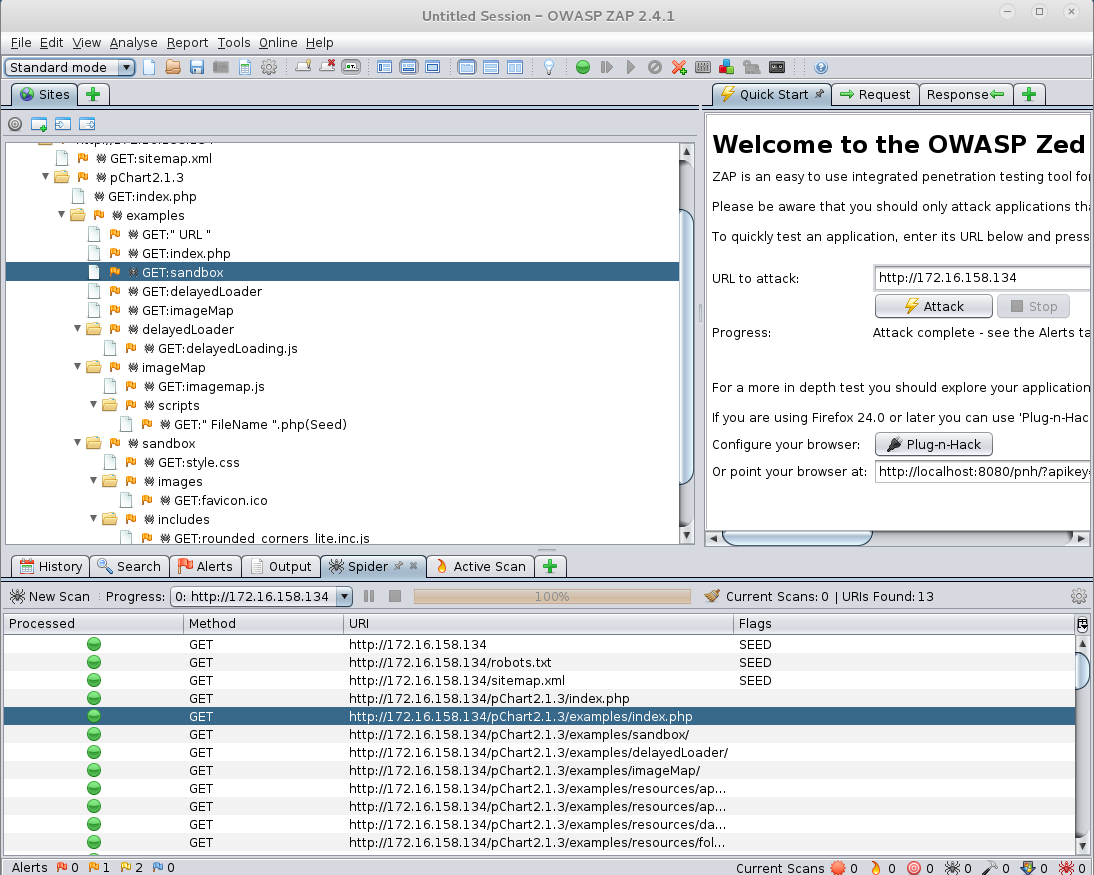 Untitled Session – OWASP ZAP 2.4.1
File Edit View Analyse Report Tools Online Help
Standard mode
Sites
Quick Start Request Response
GET:sitemap.xml
pChart2.1.3
GET:index.php
examples
GET:" URL "
GET:index.php
GET:sandbox
GET:delayedLoader
GET:imageMap
delayedLoader
GET:delayedLoading.js
imageMap
GET:imagemap.js
scripts
GET:" FileName ".php(Seed)
sandbox
GET:style.css
images
GET:favicon.ico
includes
GET:rounded_corners_lite.inc.js
Welcome to the OWASP Zed
ZAP is an easy to use integrated penetration testing tool for
Please be aware that you should only attack applications tha
To quickly test an application, enter its URL below and press
URL to attack: http://172.16.158.134
Attack Stop
Progress: Attack complete - see the Alerts ta
For a more in depth test you should explore your application
If you are using Firefox 24.0 or later you can use 'Plug-n-Hac
Configure your browser: Plug-n-Hack
Or point your browser at: http://localhost:8080/pnh/?apikey=
History Search Alerts Output Spider Active Scan
New Scan Progress: 0: http://172.16.158.134 100% Current Scans: 0 | URIs Found: 13
Processed Method URI Flags
GET http://172.16.158.134 SEED
GET http://172.16.158.134/robots.txt SEED
GET http://172.16.158.134/sitemap.xml SEED
GET http://172.16.158.134/pChart2.1.3/index.php
GET http://172.16.158.134/pChart2.1.3/examples/index.php
GET http://172.16.158.134/pChart2.1.3/examples/sandbox/
GET http://172.16.158.134/pChart2.1.3/examples/delayedLoader/
GET http://172.16.158.134/pChart2.1.3/examples/imageMap/
GET http://172.16.158.134/pChart2.1.3/examples/resources/ap...
GET http://172.16.158.134/pChart2.1.3/examples/resources/ap...
GET http://172.16.158.134/pChart2.1.3/examples/resources/da...
GET http://172.16.158.134/pChart2.1.3/examples/resources/fol...
Alerts 0 1 2 0 Current Scans 0 0 0 0 0 0 0